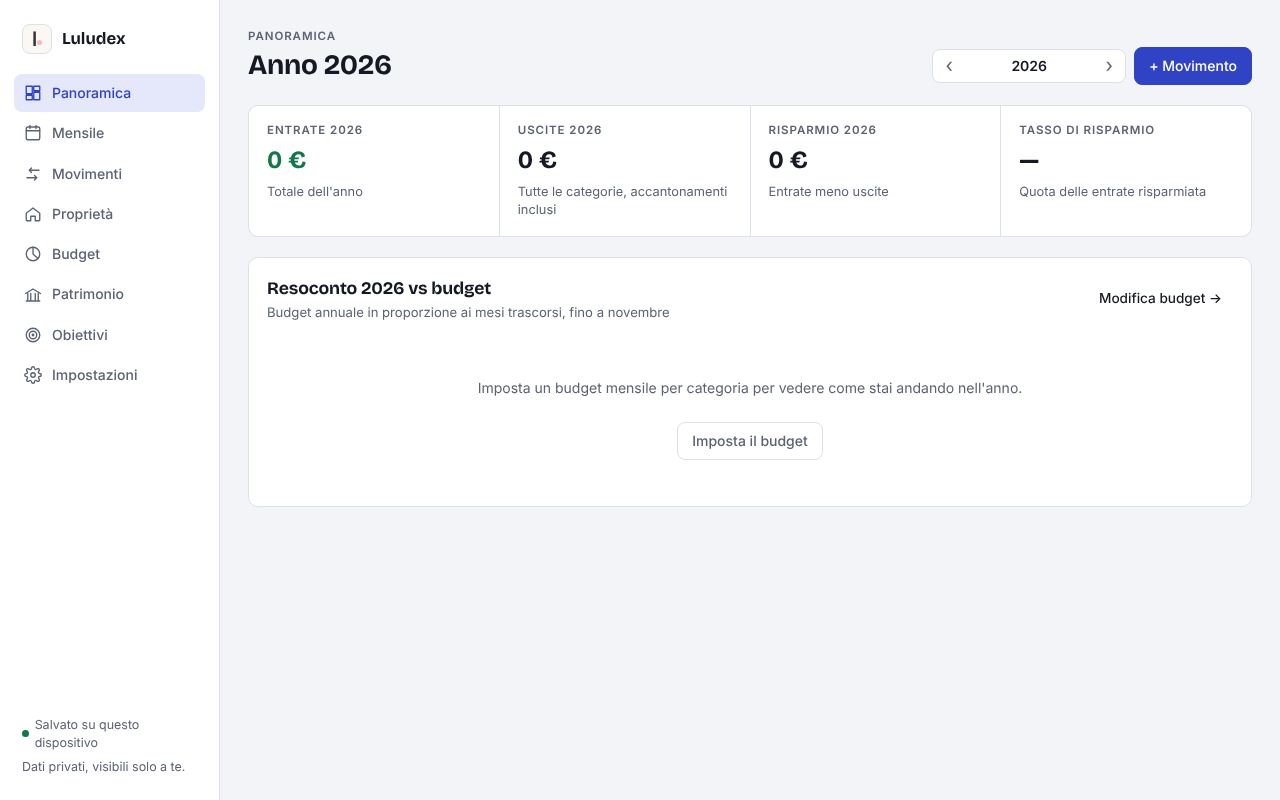 Luludex
Panoramica
Mensile
Movimenti
Proprietà
Budget
Patrimonio
Obiettivi
Impostazioni
Salvato su questo
dispositivo
Dati privati, visibili solo a te.
PANORAMICA
Anno 2026
2026
+ Movimento
ENTRATE 2026
0 €
Totale dell'anno
USCITE 2026
0 €
Tutte le categorie, accantonamenti
inclusi
RISPARMIO 2026
0 €
Entrate meno uscite
TASSO DI RISPARMIO
—
Quota delle entrate risparmiata
Resoconto 2026 vs budget
Budget annuale in proporzione ai mesi trascorsi, fino a novembre
Modifica budget →
Imposta un budget mensile per categoria per vedere come stai andando nell'anno.
Imposta il budget